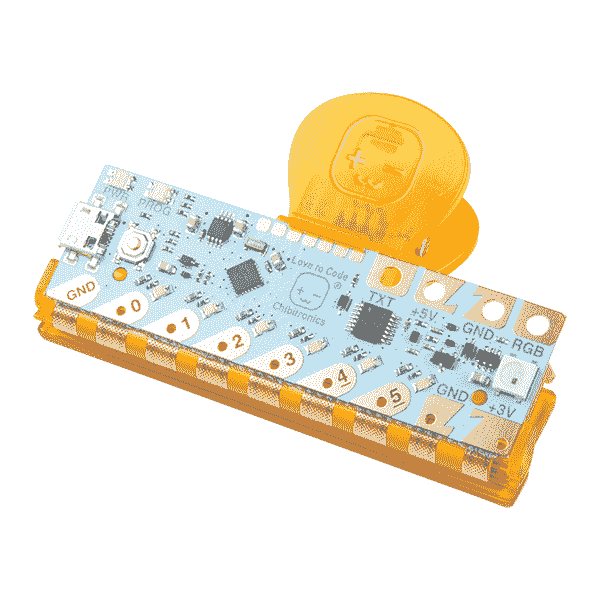 PWR
PROG
Love to Code
®
Chibitronics
TXT
+5V
GND
RGB
GND
0
1
2
3
4
5
GND
+3V